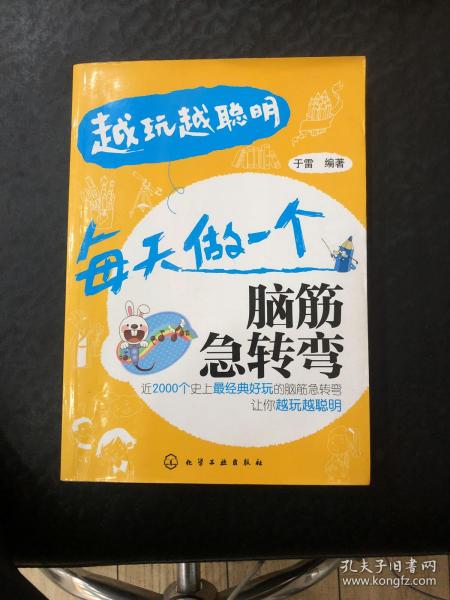 越玩越聪明
于雷 编著
每天做一个
脑筋
急转弯
近2000个史上最经典好玩的脑筋急转弯
让你越玩越聪明
化学工业出版社
孔夫子旧书网
www.kongfz.com